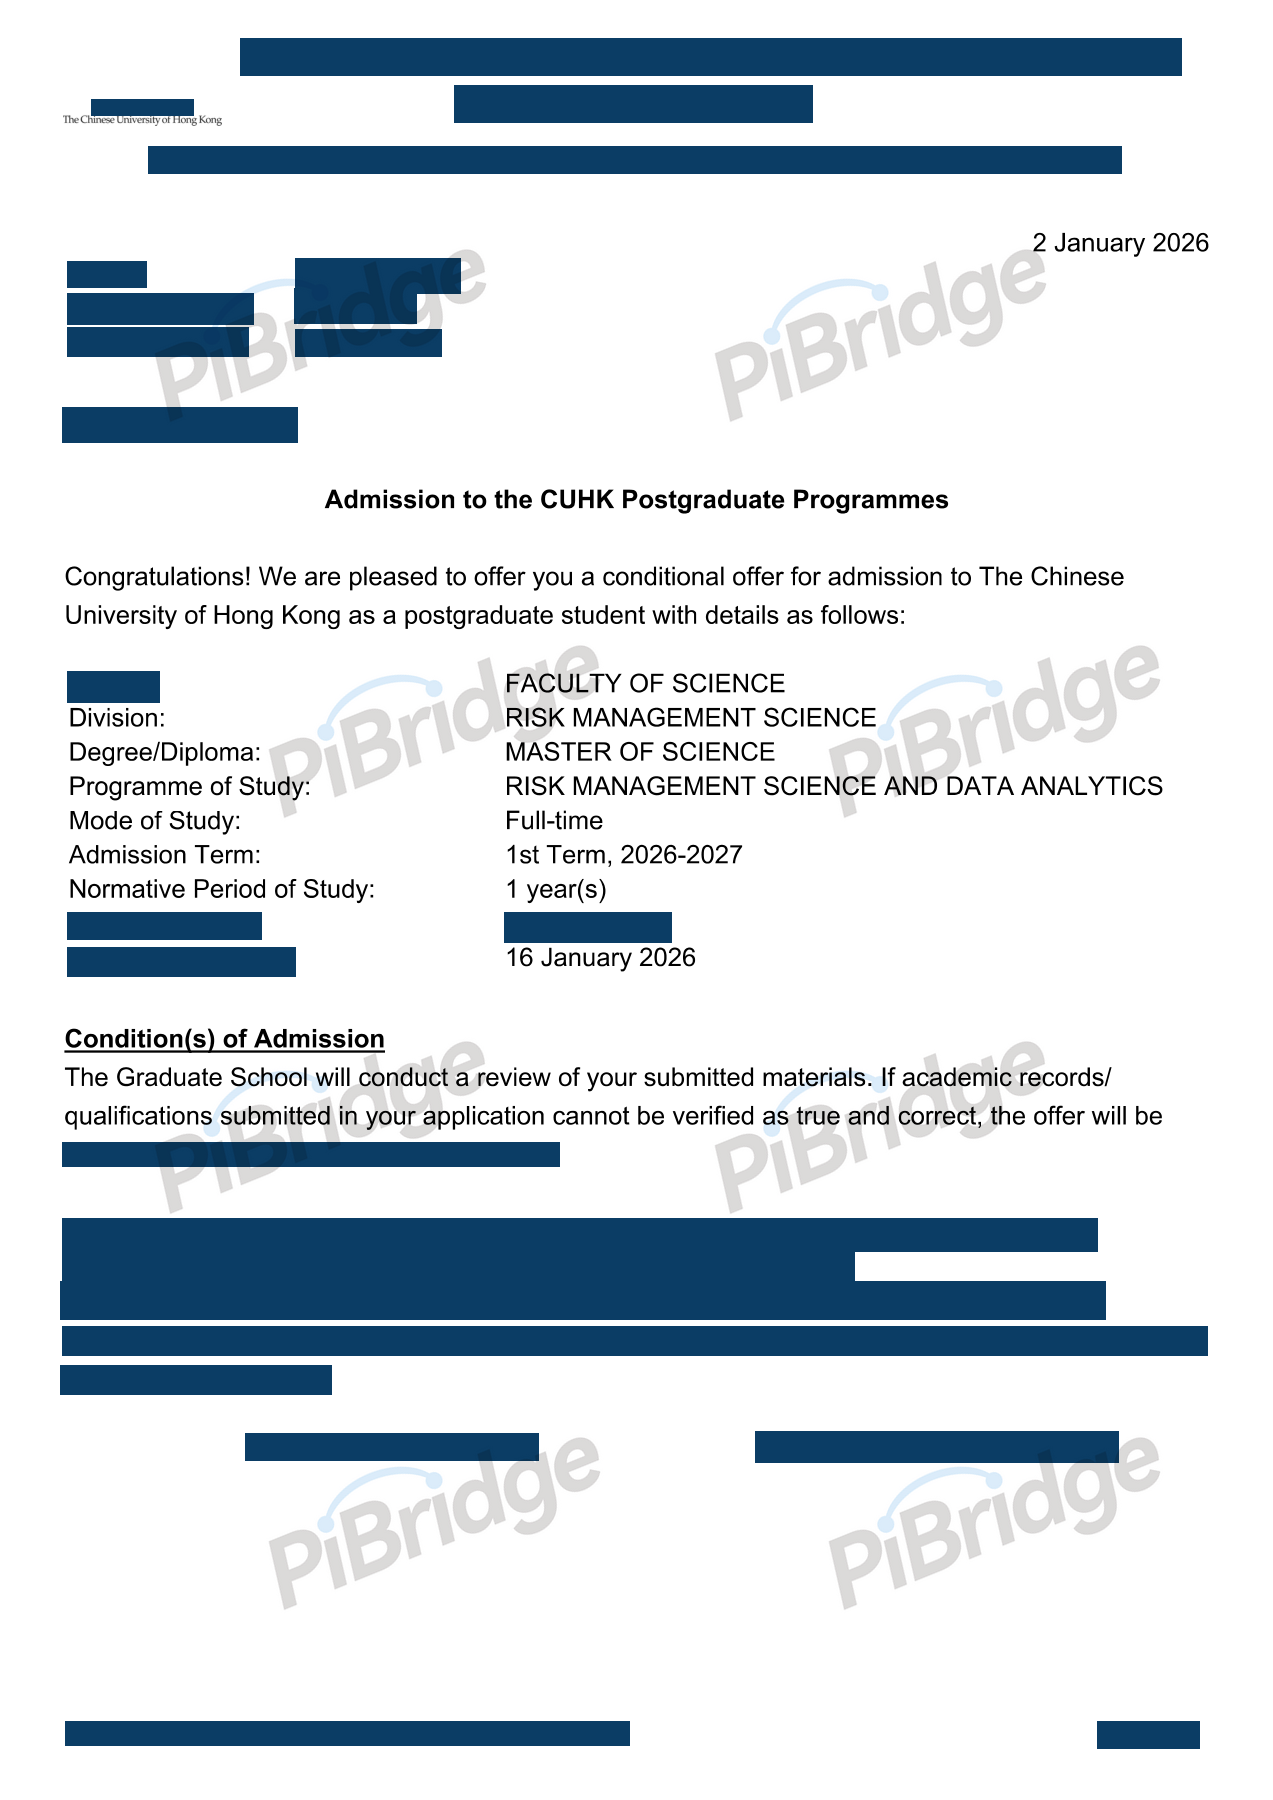 The Chinese University of Hong Kong
2 January 2026
PiBridge PiBridge
Admission to the CUHK Postgraduate Programmes
Congratulations! We are pleased to offer you a conditional offer for admission to The Chinese
University of Hong Kong as a postgraduate student with details as follows:
FACULTY OF SCIENCE
Division: RISK MANAGEMENT SCIENCE
Degree/Diploma: MASTER OF SCIENCE
Programme of Study: RISK MANAGEMENT SCIENCE AND DATA ANALYTICS
PiBridge PiBridge
Mode of Study: Full-time
Admission Term: 1st Term, 2026-2027
Normative Period of Study: 1 year(s)
16 January 2026
Condition(s) of Admission
The Graduate School will conduct a review of your submitted materials. If academic records/
qualifications submitted in your application cannot be verified as true and correct, the offer will be
PiBridge PiBridge
PiBridge PiBridge